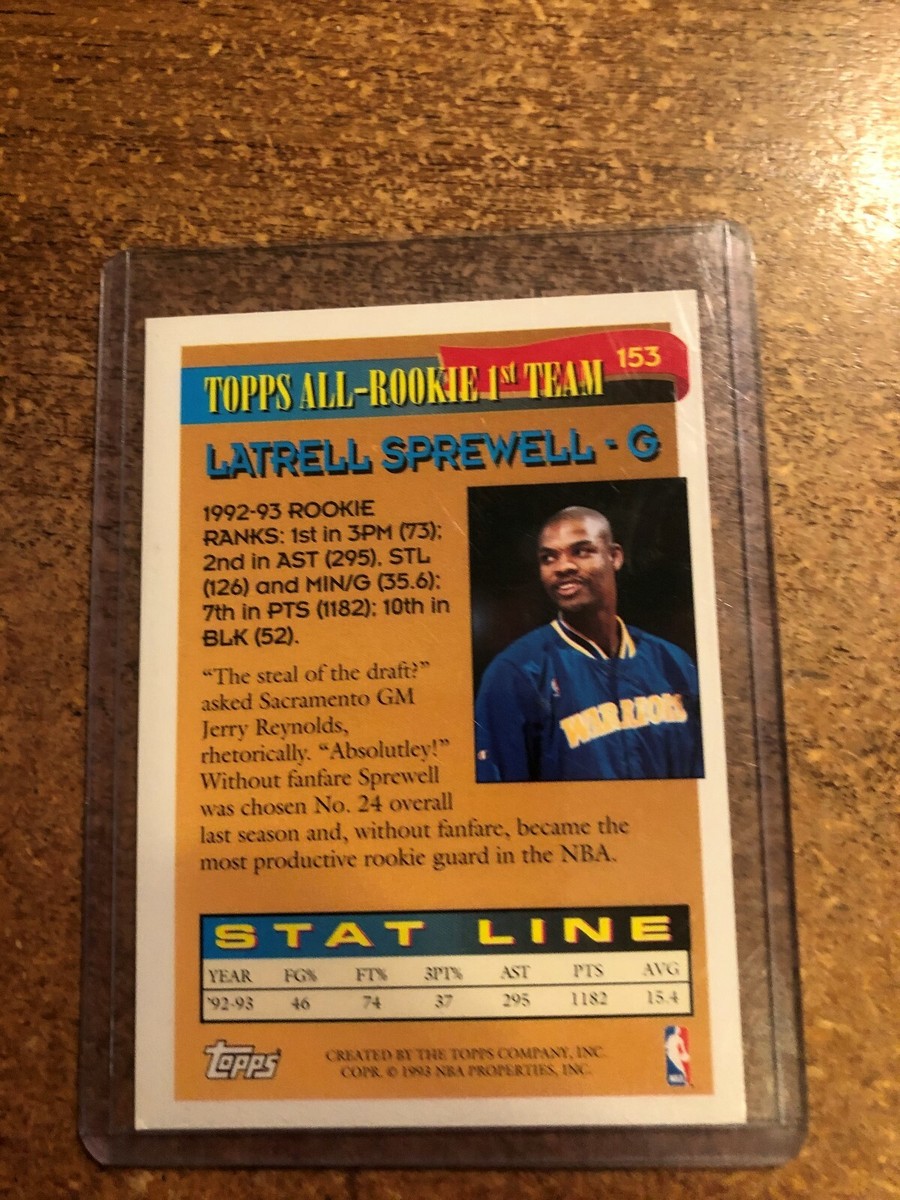 153
TOPPS ALL-ROOKIE 1st TEAM
LATRELL SPREWELL - G
1992-93 ROOKIE
RANKS: 1st in 3PM (73);
2nd in AST (295), STL
(126) and MIN/G (35.6);
7th in PTS (1182); 10th in
BLK (52).
"The steal of the draft?"
asked Sacramento GM
Jerry Reynolds,
rhetorically. "Absolutley!"
Without fanfare Sprewell
was chosen No. 24 overall
last season and, without fanfare, became the
most productive rookie guard in the NBA.
WARRIORS
STAT LINE
YEAR FG% FT% 3PT% AST PTS AVG
'92-93 46 74 37 295 1182 15.4
TOPPS
CREATED BY THE TOPPS COMPANY, INC.
COPR. © 1993 NBA PROPERTIES, INC.
NBA